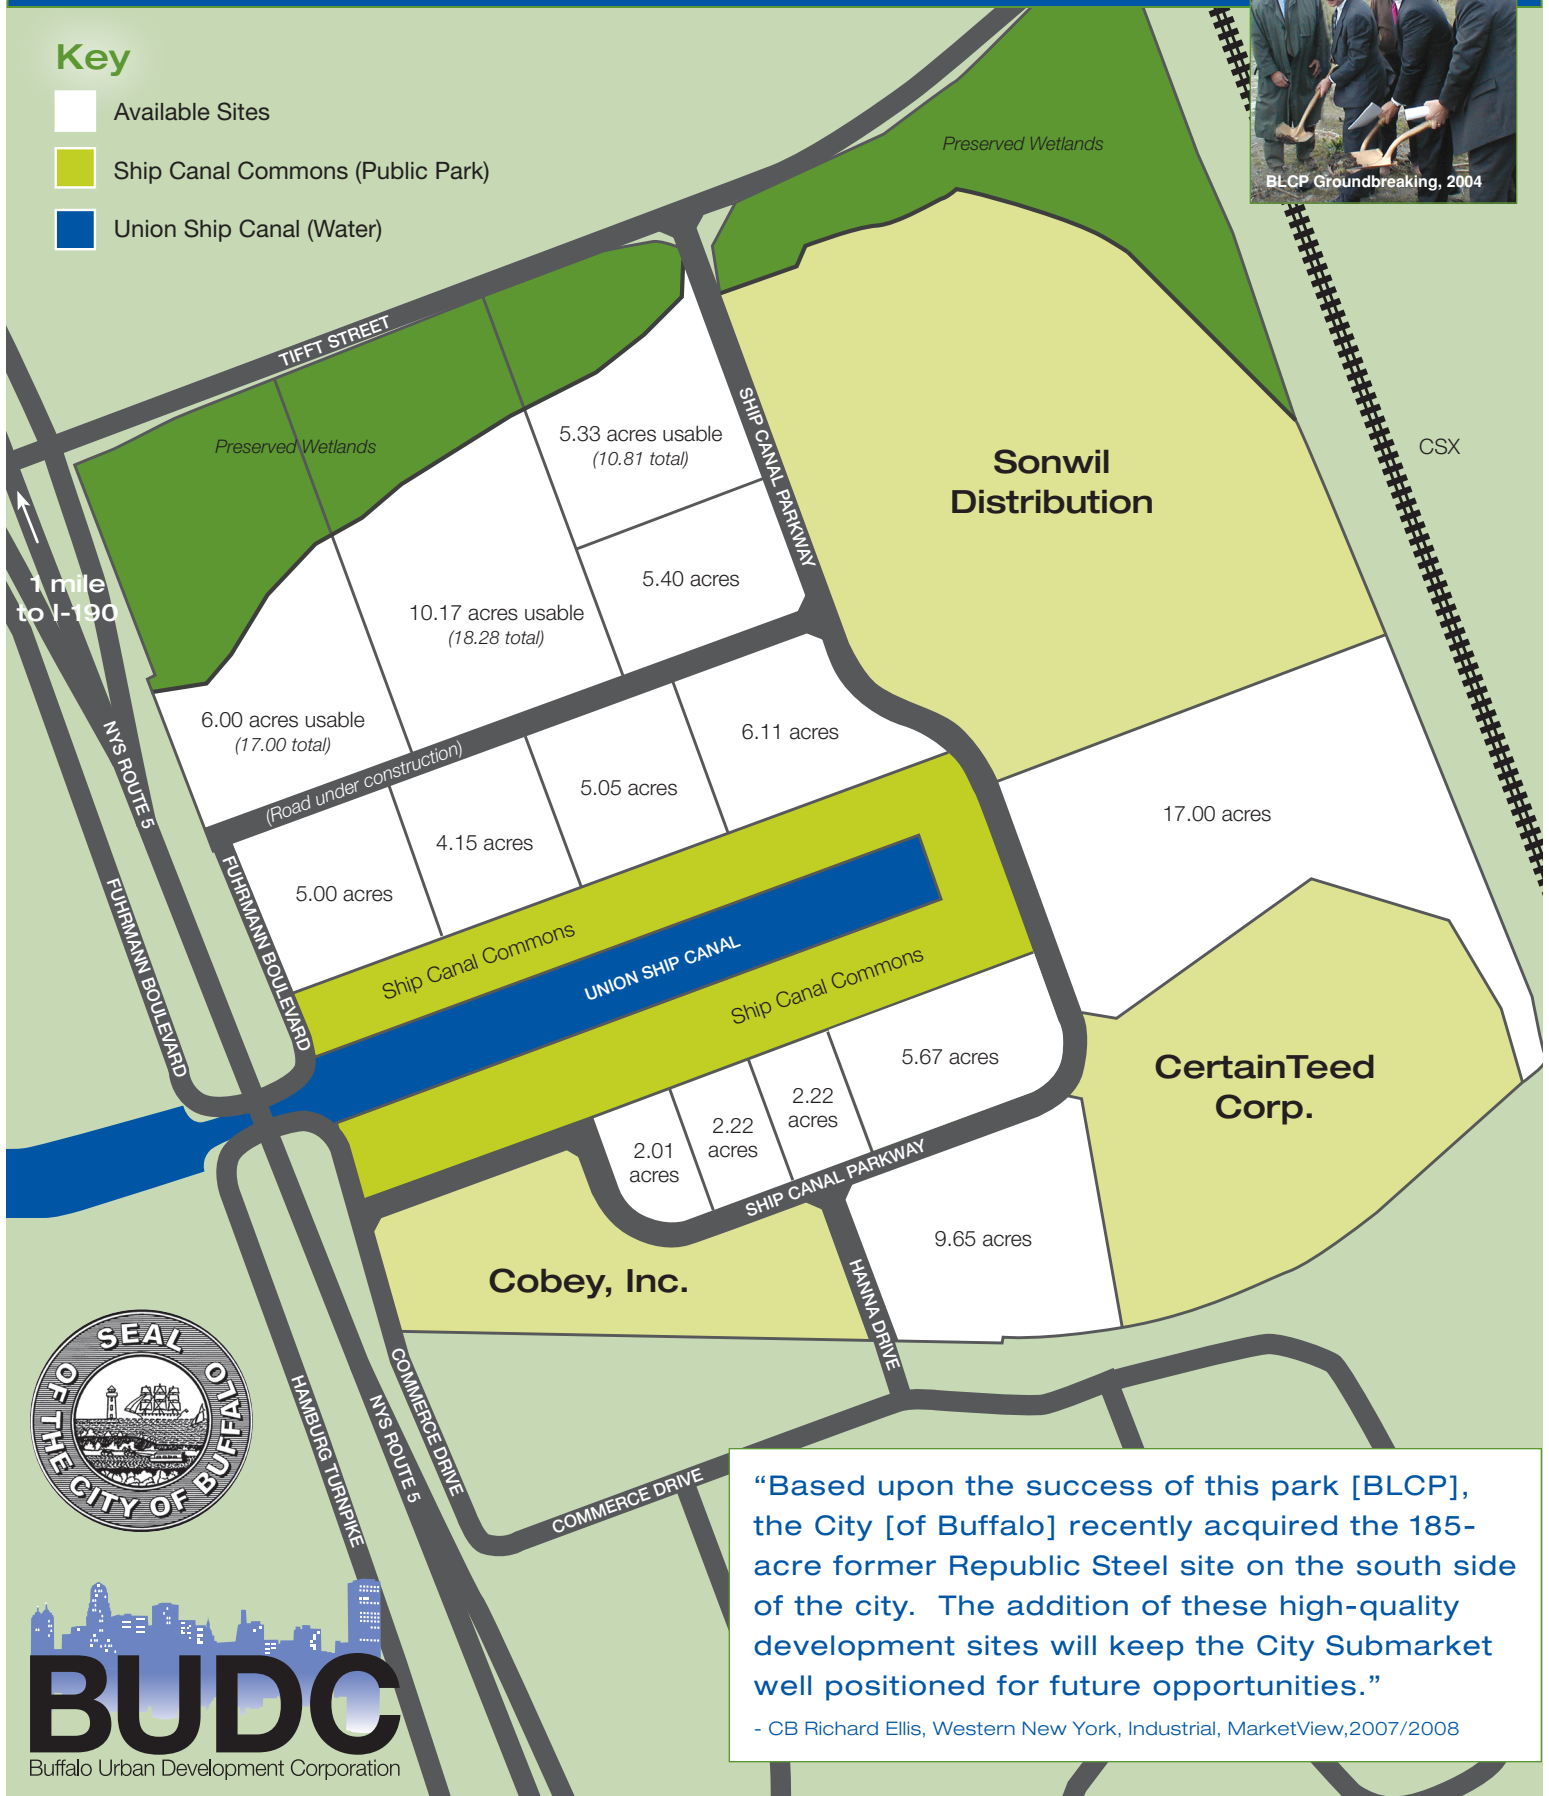 Key
Available Sites
Ship Canal Commons (Public Park)
Union Ship Canal (Water)
BLCP Groundbreaking, 2004
Preserved Wetlands
TIFFT STREET
Preserved Wetlands
SHIP CANAL PARKWAY
5.33 acres usable
(10.81 total)
Sonwil
Distribution
CSX
5.40 acres
1 mile
to I-190
10.17 acres usable
(18.28 total)
6.00 acres usable
(17.00 total)
NYS ROUTE 5
(Road under construction)
6.11 acres
5.05 acres
4.15 acres
5.00 acres
17.00 acres
FUHRMANN BOULEVARD
FUHRMANN BOULEVARD
Ship Canal Commons
UNION SHIP CANAL
Ship Canal Commons
5.67 acres
2.22
acres
2.22
acres
2.01
acres
CertainTeed
Corp.
SHIP CANAL PARKWAY
9.65 acres
Cobey, Inc.
HANNA DRIVE
SEAL
OF THE CITY OF BUFFALO
HAMBURG TURNPIKE
NYS ROUTE 5
COMMERCE DRIVE
COMMERCE DRIVE
“Based upon the success of this park [BLCP],
the City [of Buffalo] recently acquired the 185-
acre former Republic Steel site on the south side
of the city.  The addition of these high-quality
development sites will keep the City Submarket
well positioned for future opportunities.”
- CB Richard Ellis, Western New York, Industrial, MarketView,2007/2008
BUDC
Buffalo Urban Development Corporation